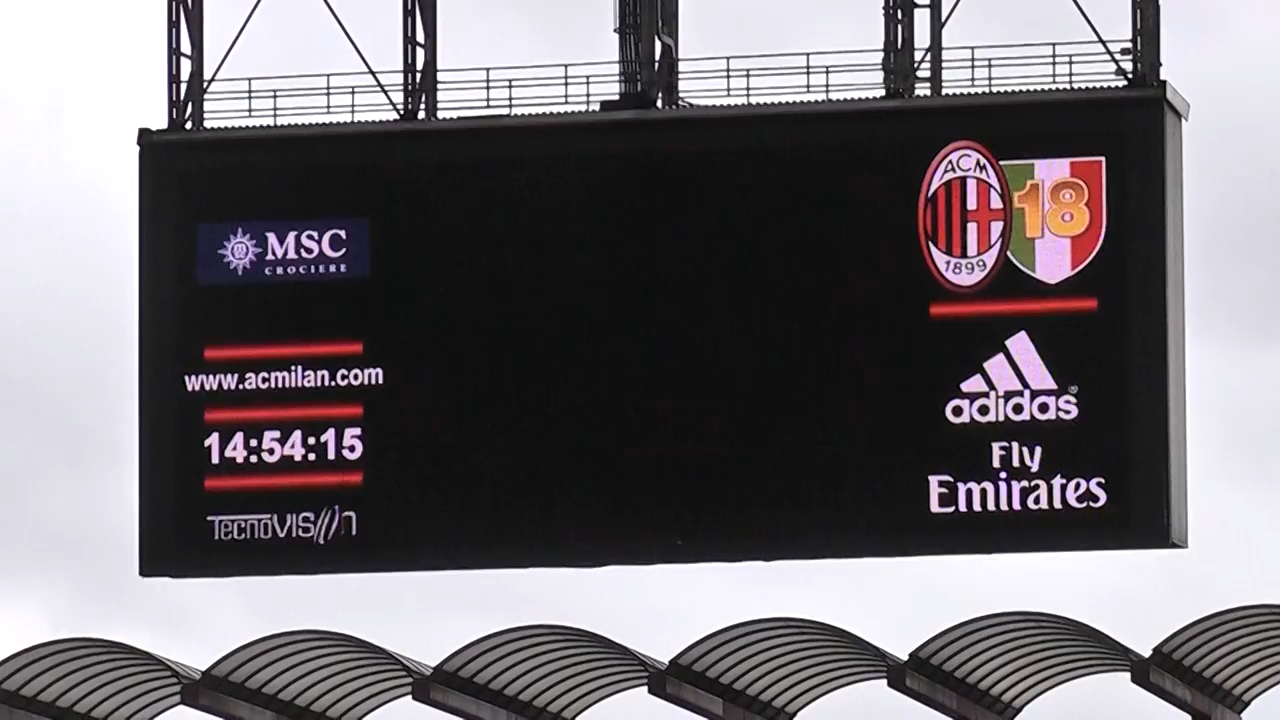 MSC
CROCIERE
www.acmilan.com
14:54:15
TecnoVISIOn
ACM
1899
18
adidas®
Fly
Emirates